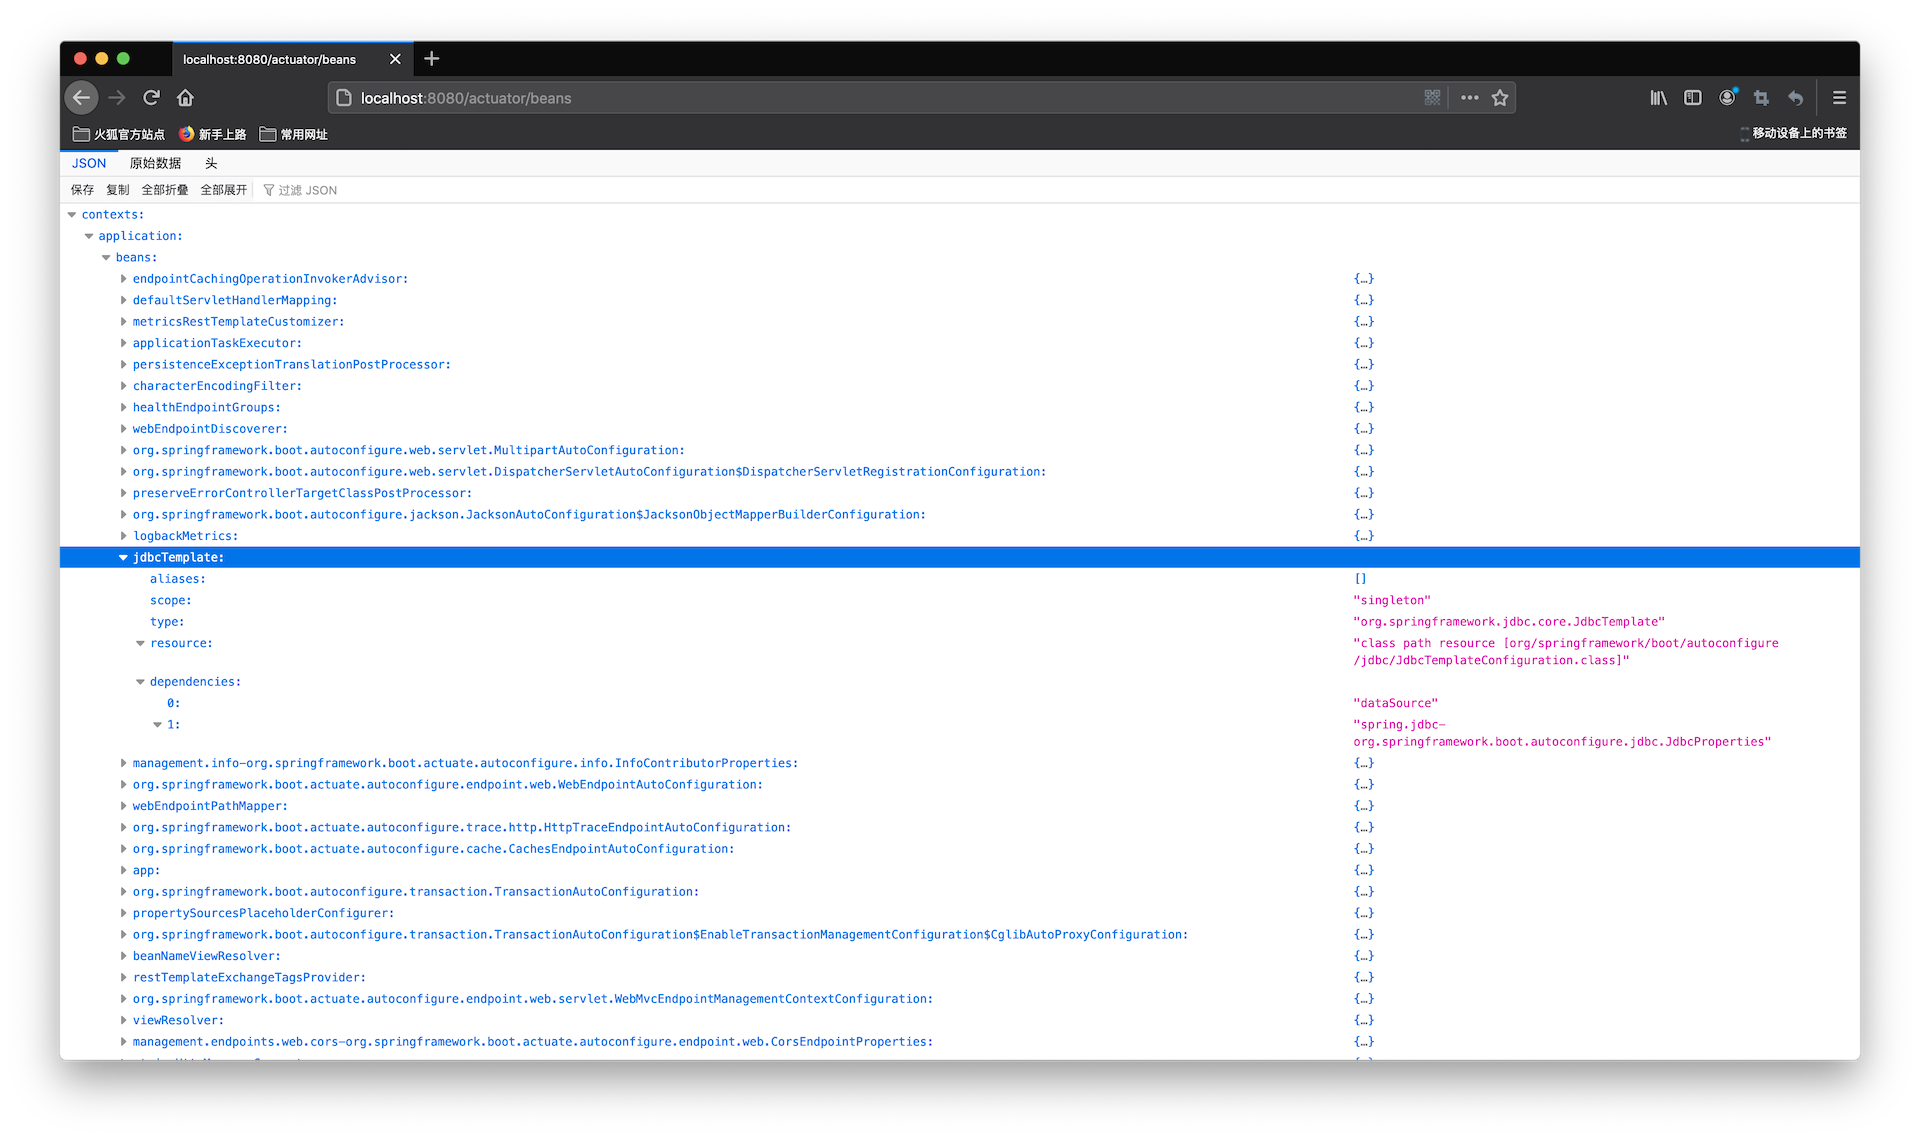 localhost:8080/actuator/beans
localhost:8080/actuator/beans
火狐官方站点 新手上路 常用网址 移动设备上的书签
JSON 原始数据 头
保存 复制 全部折叠 全部展开 过滤 JSON
contexts:
application:
beans:
endpointCachingOperationInvokerAdvisor: {…}
defaultServletHandlerMapping: {…}
metricsRestTemplateCustomizer: {…}
applicationTaskExecutor: {…}
persistenceExceptionTranslationPostProcessor: {…}
characterEncodingFilter: {…}
healthEndpointGroups: {…}
webEndpointDiscoverer: {…}
org.springframework.boot.autoconfigure.web.servlet.MultipartAutoConfiguration: {…}
org.springframework.boot.autoconfigure.web.servlet.DispatcherServletAutoConfiguration$DispatcherServletRegistrationConfiguration: {…}
preserveErrorControllerTargetClassPostProcessor: {…}
org.springframework.boot.autoconfigure.jackson.JacksonAutoConfiguration$JacksonObjectMapperBuilderConfiguration: {…}
logbackMetrics: {…}
jdbcTemplate:
aliases: []
scope: "singleton"
type: "org.springframework.jdbc.core.JdbcTemplate"
resource: "class path resource [org/springframework/boot/autoconfigure
/jdbc/JdbcTemplateConfiguration.class]"
dependencies:
0: "dataSource"
1: "spring.jdbc-
org.springframework.boot.autoconfigure.jdbc.JdbcProperties"
management.info-org.springframework.boot.actuate.autoconfigure.info.InfoContributorProperties: {…}
org.springframework.boot.actuate.autoconfigure.endpoint.web.WebEndpointAutoConfiguration: {…}
webEndpointPathMapper: {…}
org.springframework.boot.actuate.autoconfigure.trace.http.HttpTraceEndpointAutoConfiguration: {…}
org.springframework.boot.actuate.autoconfigure.cache.CachesEndpointAutoConfiguration: {…}
app: {…}
org.springframework.boot.autoconfigure.transaction.TransactionAutoConfiguration: {…}
propertySourcesPlaceholderConfigurer: {…}
org.springframework.boot.autoconfigure.transaction.TransactionAutoConfiguration$EnableTransactionManagementConfiguration$CglibAutoProxyConfiguration: {…}
beanNameViewResolver: {…}
restTemplateExchangeTagsProvider: {…}
org.springframework.boot.actuate.autoconfigure.endpoint.web.servlet.WebMvcEndpointManagementContextConfiguration: {…}
viewResolver: {…}
management.endpoints.web.cors-org.springframework.boot.actuate.autoconfigure.endpoint.web.CorsEndpointProperties: {…}